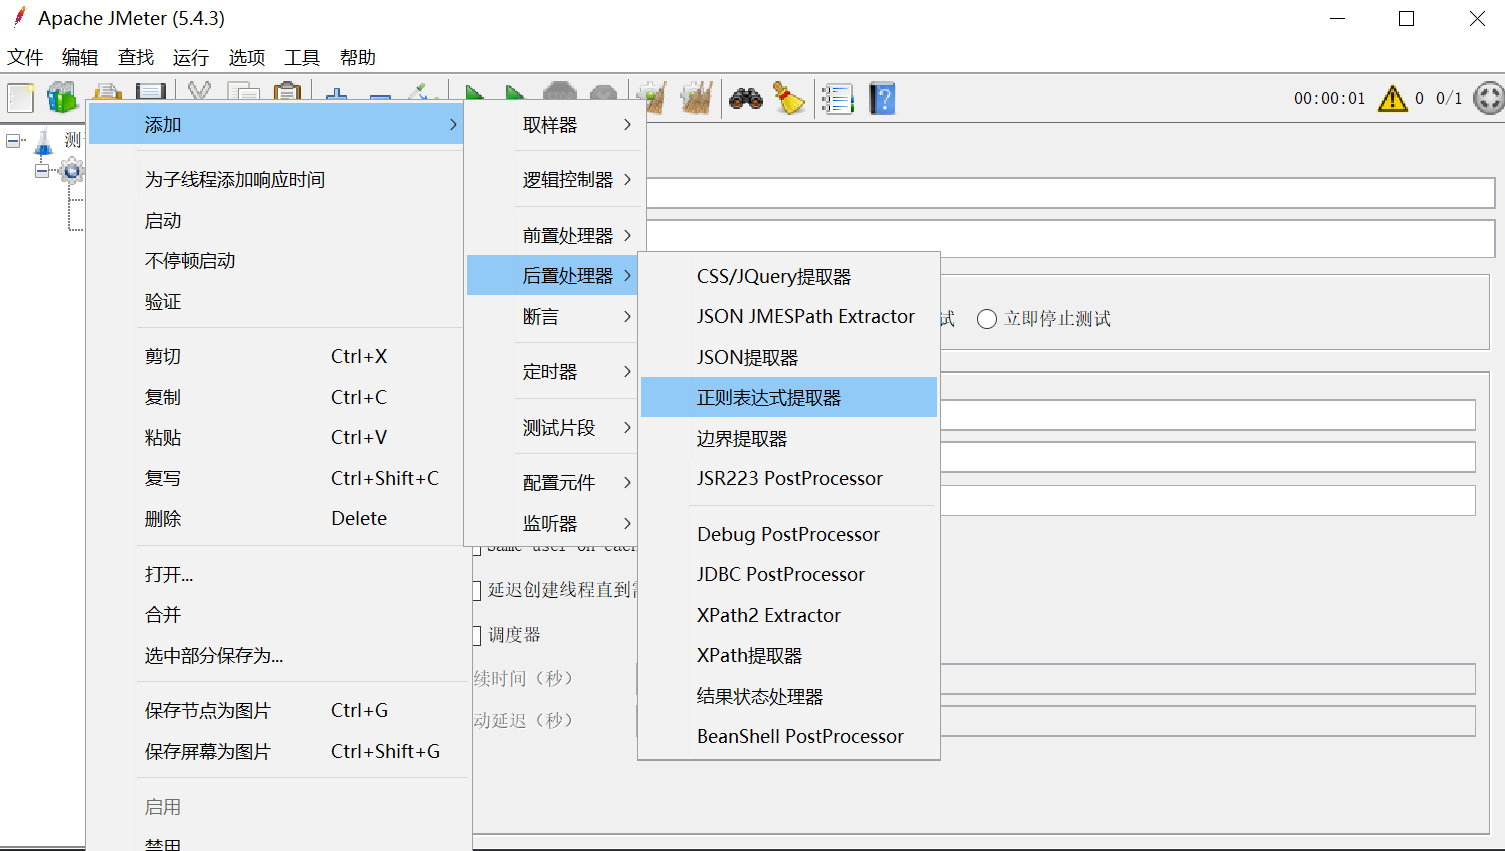 Apache JMeter (5.4.3)
文件 编辑 查找 运行 选项 工具 帮助
00:00:01 0 0/1
测
添加
为子线程添加响应时间
启动
不停顿启动
验证
剪切 Ctrl+X
复制 Ctrl+C
粘贴 Ctrl+V
复写 Ctrl+Shift+C
删除 Delete
打开...
合并
选中部分保存为...
保存节点为图片 Ctrl+G
保存屏幕为图片 Ctrl+Shift+G
启用
禁用
取样器
逻辑控制器
前置处理器
后置处理器
断言
定时器
测试片段
配置元件
监听器
CSS/JQuery提取器
JSON JMESPath Extractor
JSON提取器
正则表达式提取器
边界提取器
JSR223 PostProcessor
Debug PostProcessor
JDBC PostProcessor
XPath2 Extractor
XPath提取器
结果状态处理器
BeanShell PostProcessor
试 立即停止测试
Same user on each
延迟创建线程直到需
调度器
续时间（秒）
动延迟（秒）